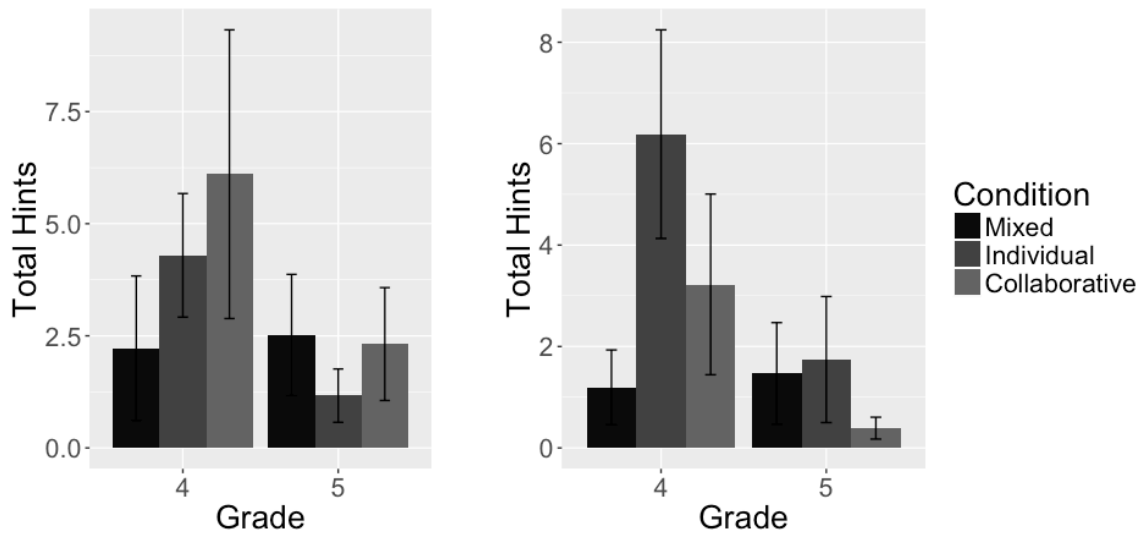 Total Hints
7.5
5.0
2.5
0.0
4
5
Grade
Total Hints
8
6
4
2
0
4
5
Grade
Condition
Mixed
Individual
Collaborative